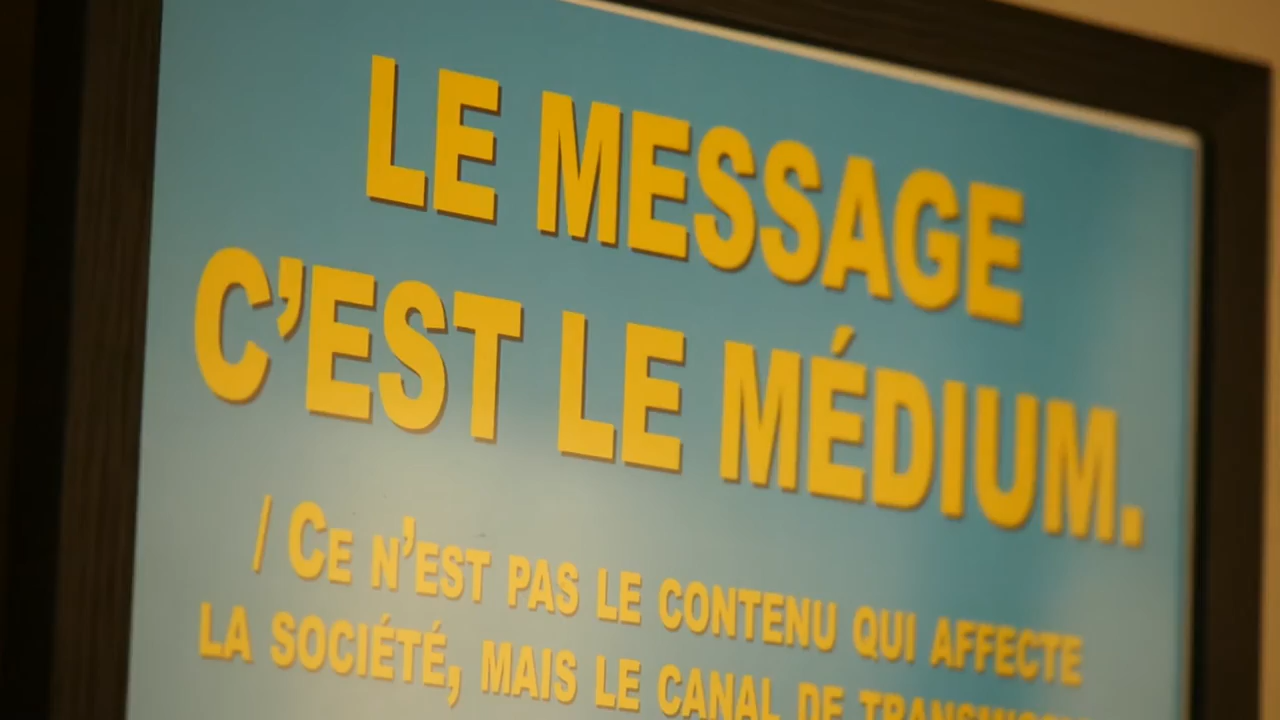 LE MESSAGE
C'EST LE MÉDIUM.
/ CE N'EST PAS LE CONTENU QUI AFFECTE
LA SOCIÉTÉ, MAIS LE CANAL DE